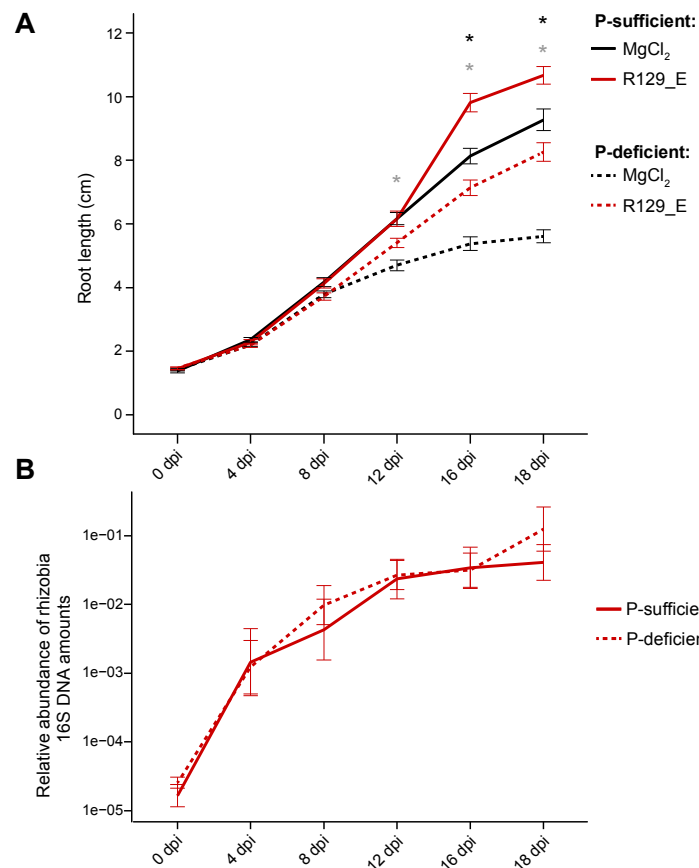 A
P-sufficient:
MgCl₂
R129_E
P-deficient:
MgCl₂
R129_E
* *
* *
*
Root length (cm)
12
10
8
6
4
2
0
0 dpi
4 dpi
8 dpi
12 dpi
16 dpi
18 dpi
B
Relative abundance of rhizobia
16S DNA amounts
1e−01
1e−02
1e−03
1e−04
1e−05
P-sufficie
P-deficien
0 dpi
4 dpi
8 dpi
12 dpi
16 dpi
18 dpi